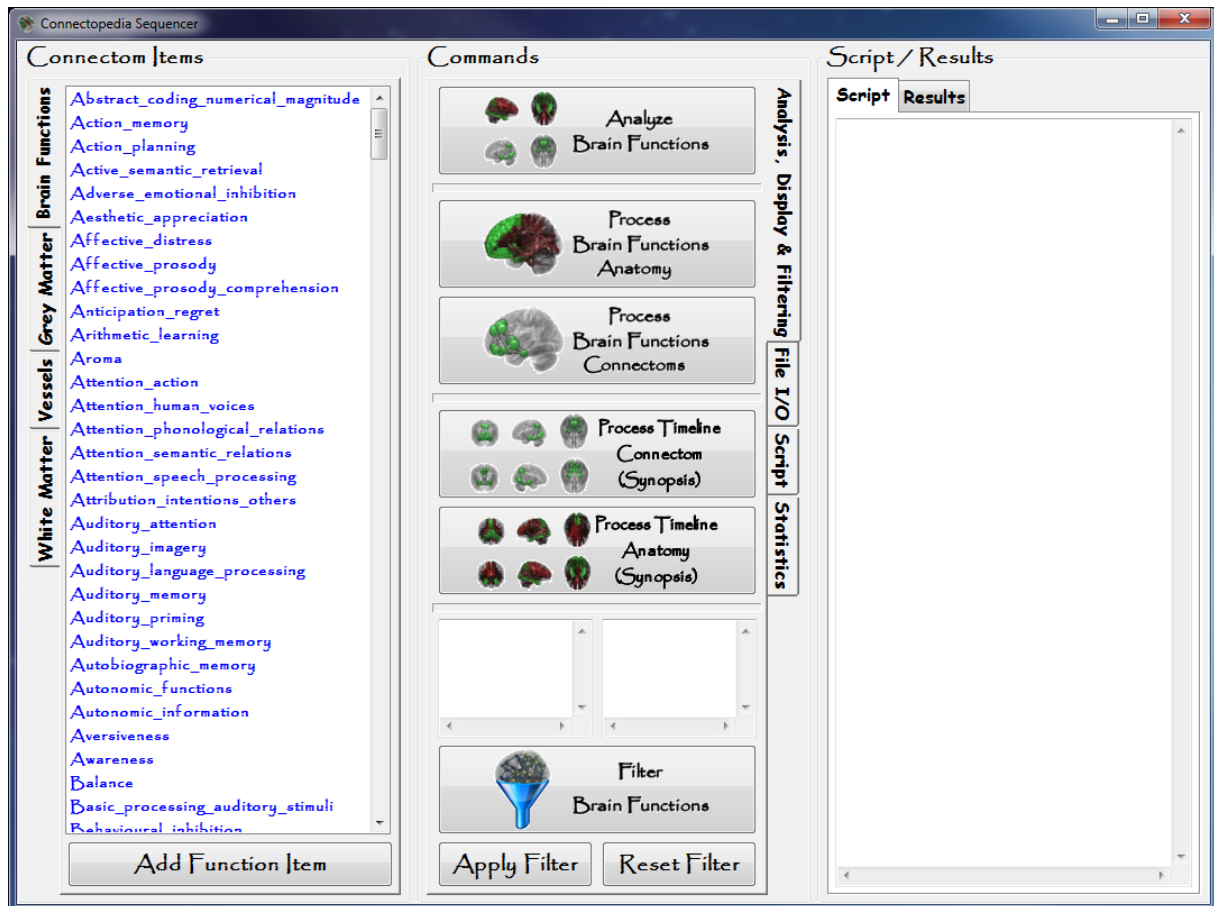 Connectopedia Sequencer
Connectom Items
Brain Functions
Grey Matter
Vessels
White Matter
Abstract_coding_numerical_magnitude
Action_memory
Action_planning
Active_semantic_retrieval
Adverse_emotional_inhibition
Aesthetic_appreciation
Affective_distress
Affective_prosody
Affective_prosody_comprehension
Anticipation_regret
Arithmetic_learning
Aroma
Attention_action
Attention_human_voices
Attention_phonological_relations
Attention_semantic_relations
Attention_speech_processing
Attribution_intentions_others
Auditory_attention
Auditory_imagery
Auditory_language_processing
Auditory_memory
Auditory_priming
Auditory_working_memory
Autobiographic_memory
Autonomic_functions
Autonomic_information
Aversiveness
Awareness
Balance
Basic_processing_auditory_stimuli
Behavioural_inhibition
Add Function Item
Commands
Analyze
Brain Functions
Process
Brain Functions
Anatomy
Process
Brain Functions
Connectoms
Process Timeline
Connectom
(Synopsis)
Process Timeline
Anatomy
(Synopsis)
Filter
Brain Functions
Apply Filter
Reset Filter
Analysis, Display & Filtering
File I/O
Script
Statistics
Script / Results
Script
Results